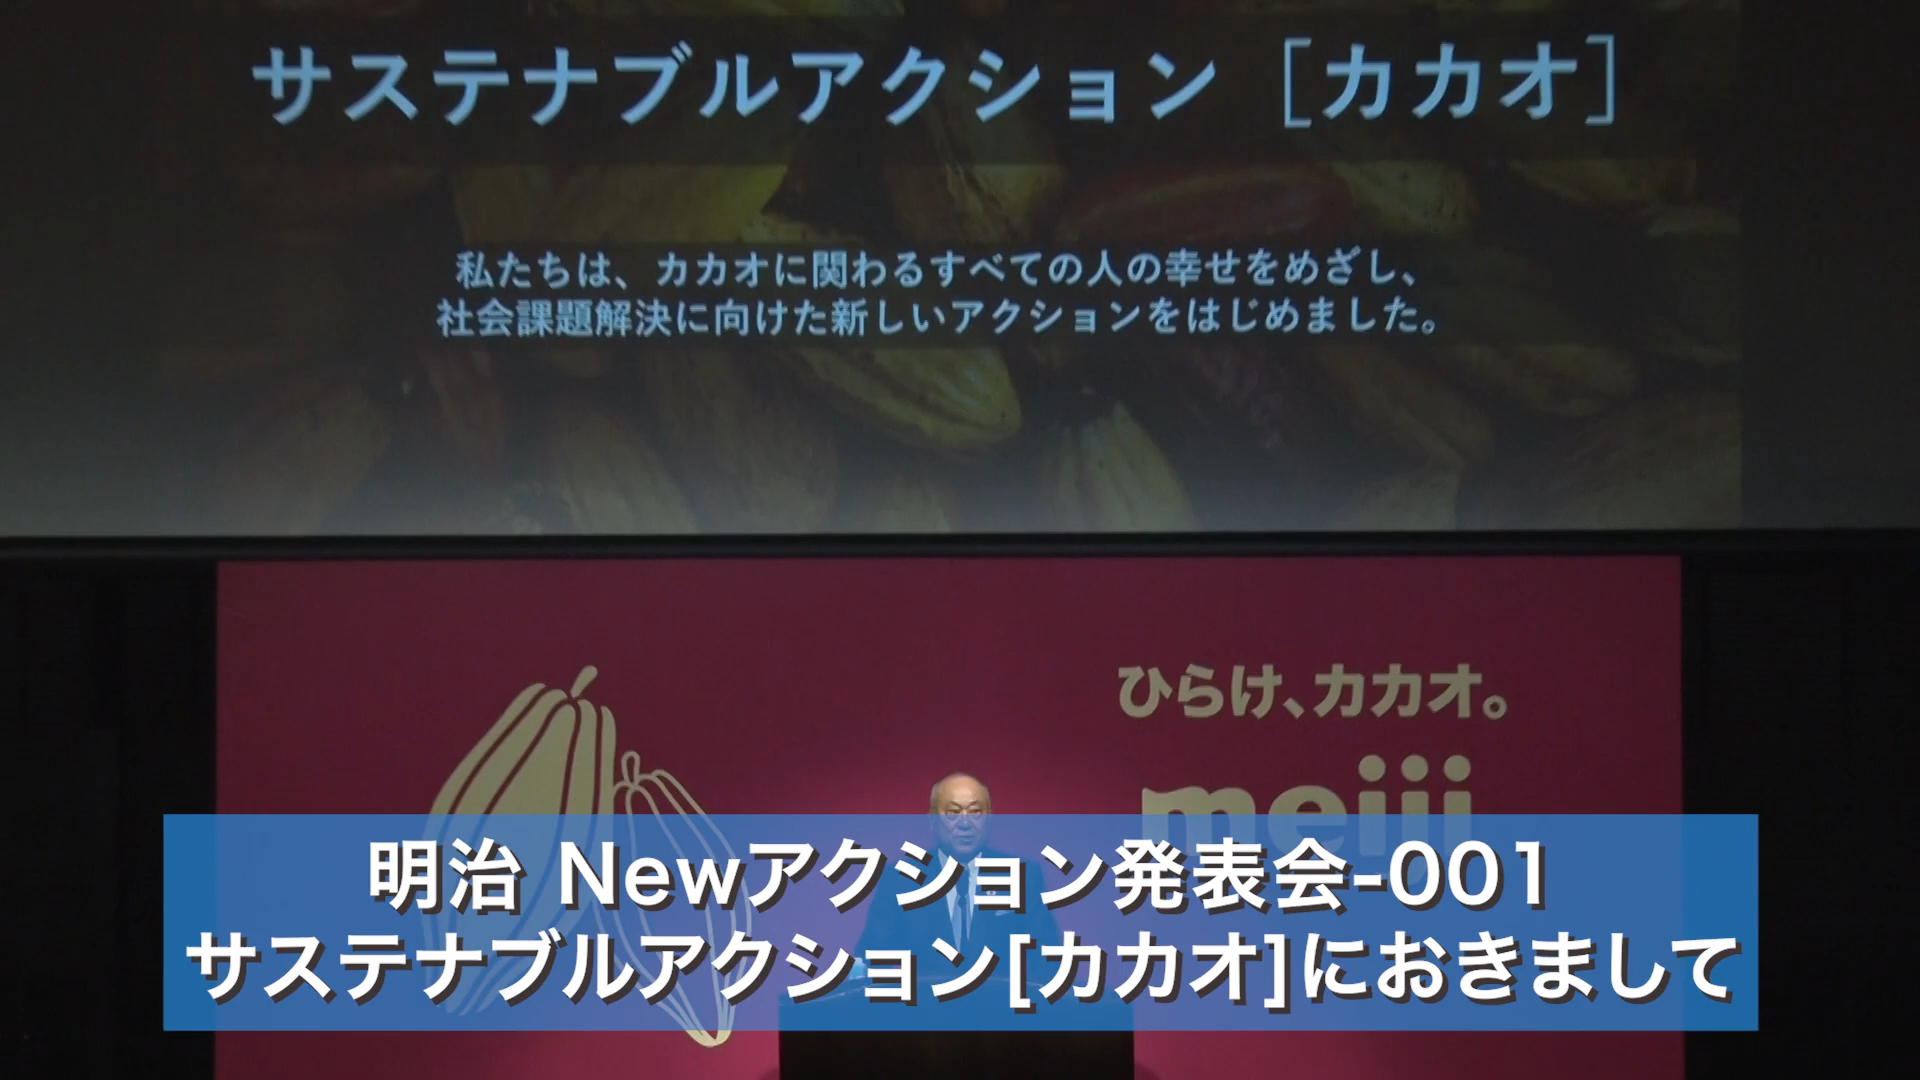 サステナブルアクション［カカオ］
私たちは、カカオに関わるすべての人の幸せをめざし、
社会課題解決に向けた新しいアクションをはじめました。
ひらけ、カカオ。
meiji
明治 Newアクション発表会-001
サステナブルアクション[カカオ]におきまして